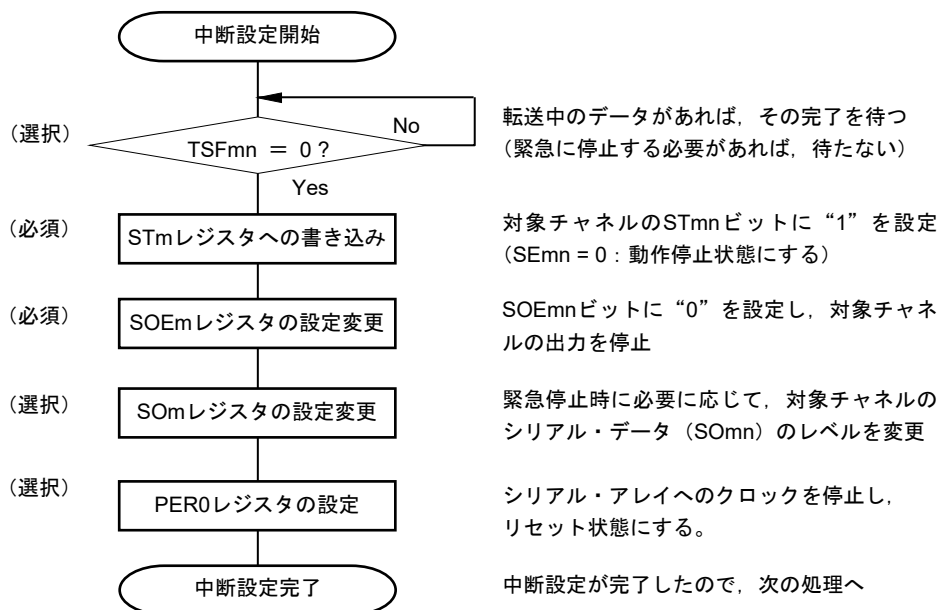 中断設定開始
(選択)
TSFmn = 0?
No
Yes
転送中のデータがあれば,その完了を待つ
(緊急に停止する必要があれば,待たない)
(必須)
STmレジスタへの書き込み
対象チャネルのSTmnビットに“1”を設定
(SEmn = 0:動作停止状態にする)
(必須)
SOEmレジスタの設定変更
SOEmnビットに“0”を設定し,対象チャネ
ルの出力を停止
(選択)
SOmレジスタの設定変更
緊急停止時に必要に応じて,対象チャネルの
シリアル・データ(SOmn)のレベルを変更
(選択)
PER0レジスタの設定
シリアル・アレイへのクロックを停止し,
リセット状態にする。
中断設定完了
中断設定が完了したので,次の処理へ